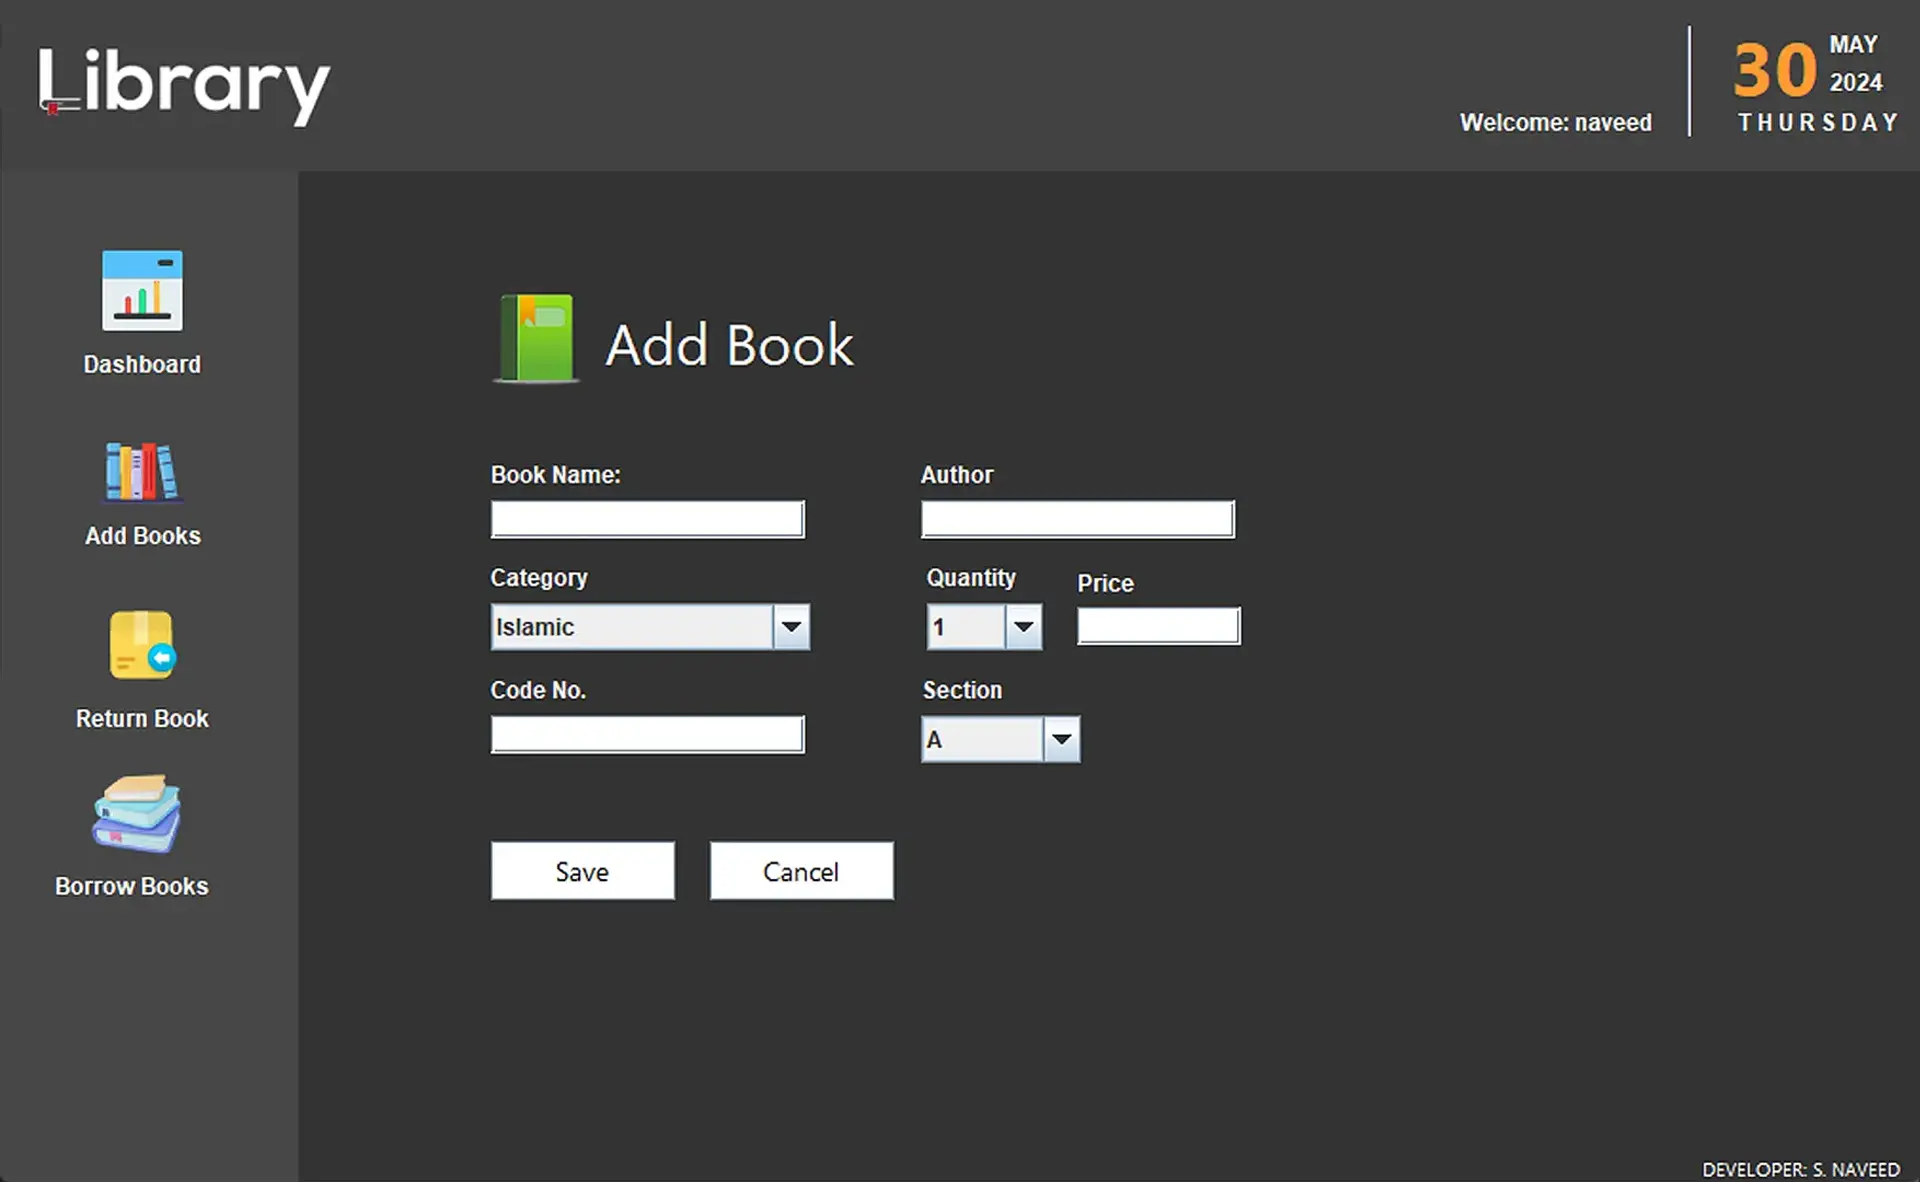 Library
Welcome: naveed
30
MAY
2024
THURSDAY
Dashboard
Add Books
Return Book
Borrow Books
Add Book
Book Name:
Author
Category
Quantity
Price
Islamic
1
Code No.
Section
A
Save
Cancel
DEVELOPER: S. NAVEED